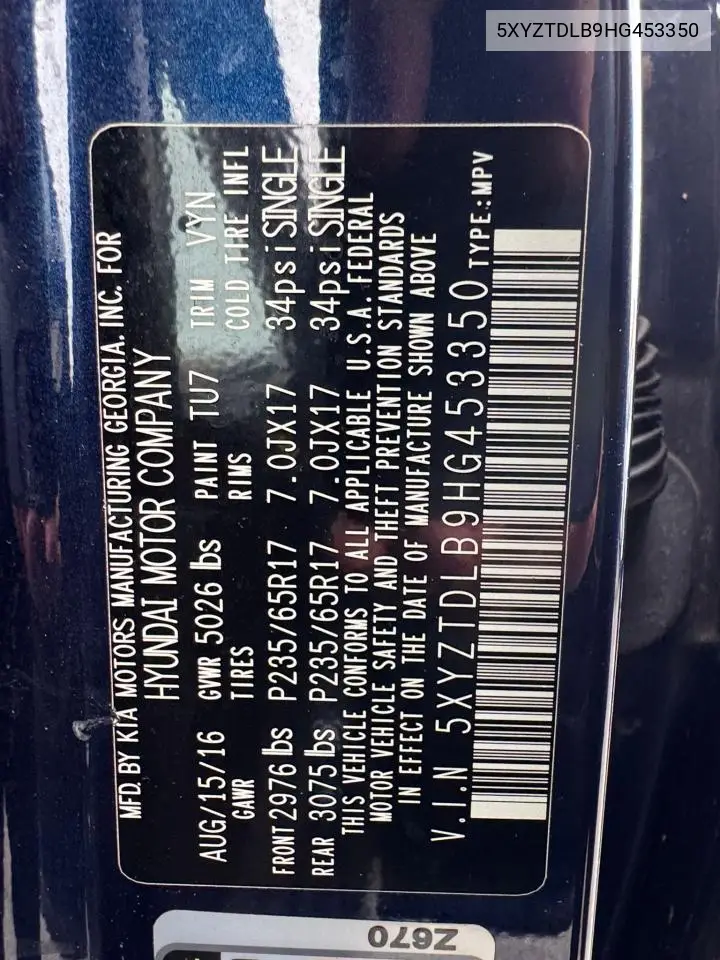 5XYZTDLB9HG453350
MFD. BY KIA MOTORS MANUFACTURING GEORGIA. INC. FOR
HYUNDAI MOTOR COMPANY
AUG/15/16 GVWR 5026 lbs PAINT TU7 TRIM VYN
GAWR TIRES RIMS COLD TIRE INFL
FRONT 2976 lbs P235/65R17 7.0JX17 34psi SINGLE
REAR 3075 lbs P235/65R17 7.0JX17 34psi SINGLE
THIS VEHICLE CONFORMS TO ALL APPLICABLE U.S.A. FEDERAL
MOTOR VEHICLE SAFETY AND THEFT PREVENTION STANDARDS
IN EFFECT ON THE DATE OF MANUFACTURE SHOWN ABOVE
V.I.N 5XYZTDLB9HG453350 TYPE:MPV
Z670